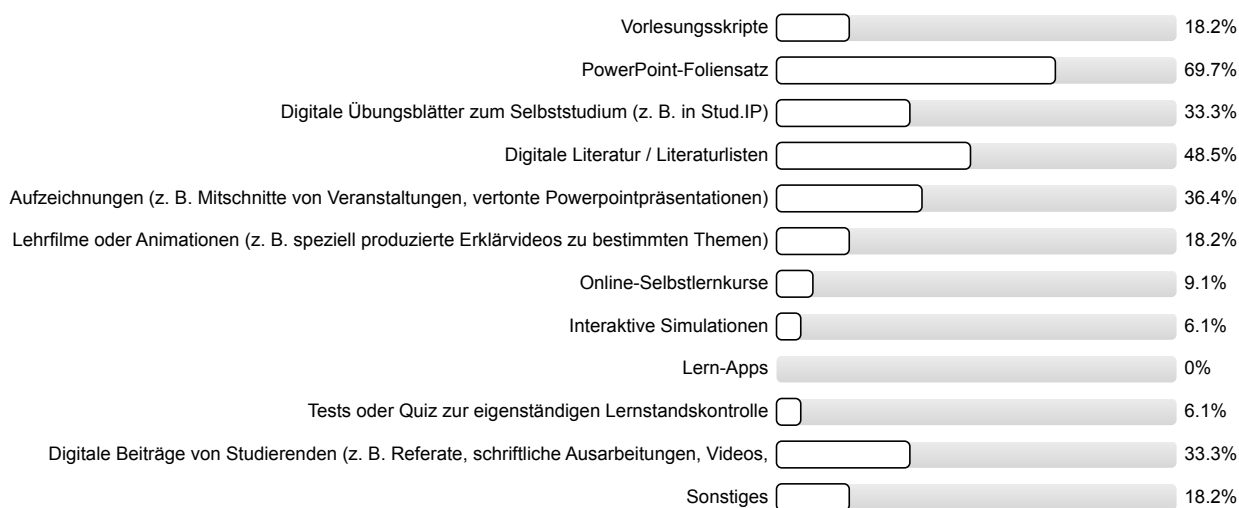 Vorlesungsskripte 18.2%
PowerPoint-Foliensatz 69.7%
Digitale Übungsblätter zum Selbststudium (z. B. in Stud.IP) 33.3%
Digitale Literatur / Literaturlisten 48.5%
Aufzeichnungen (z. B. Mitschnitte von Veranstaltungen, vertonte Powerpointpräsentationen) 36.4%
Lehrfilme oder Animationen (z. B. speziell produzierte Erklärvideos zu bestimmten Themen) 18.2%
Online-Selbstlernkurse 9.1%
Interaktive Simulationen 6.1%
Lern-Apps 0%
Tests oder Quiz zur eigenständigen Lernstandskontrolle 6.1%
Digitale Beiträge von Studierenden (z. B. Referate, schriftliche Ausarbeitungen, Videos, 33.3%
Sonstiges 18.2%